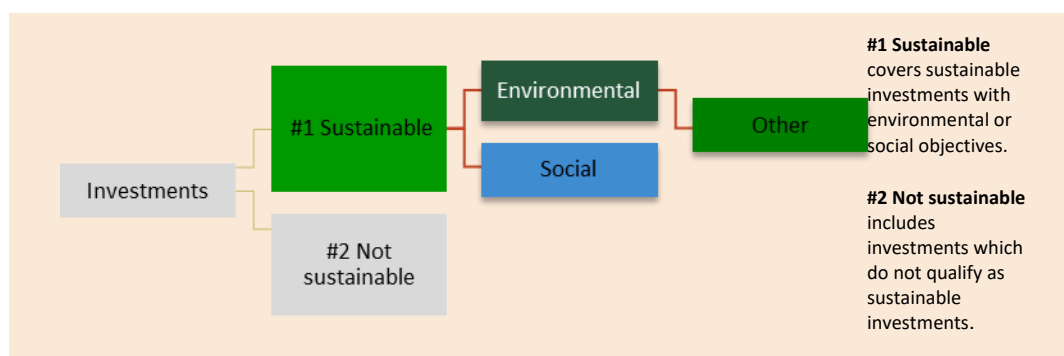 Investments
#1 Sustainable
#2 Not
sustainable
Environmental
Social
Other
#1 Sustainable
covers sustainable
investments with
environmental or
social objectives.
#2 Not sustainable
includes
investments which
do not qualify as
sustainable
investments.